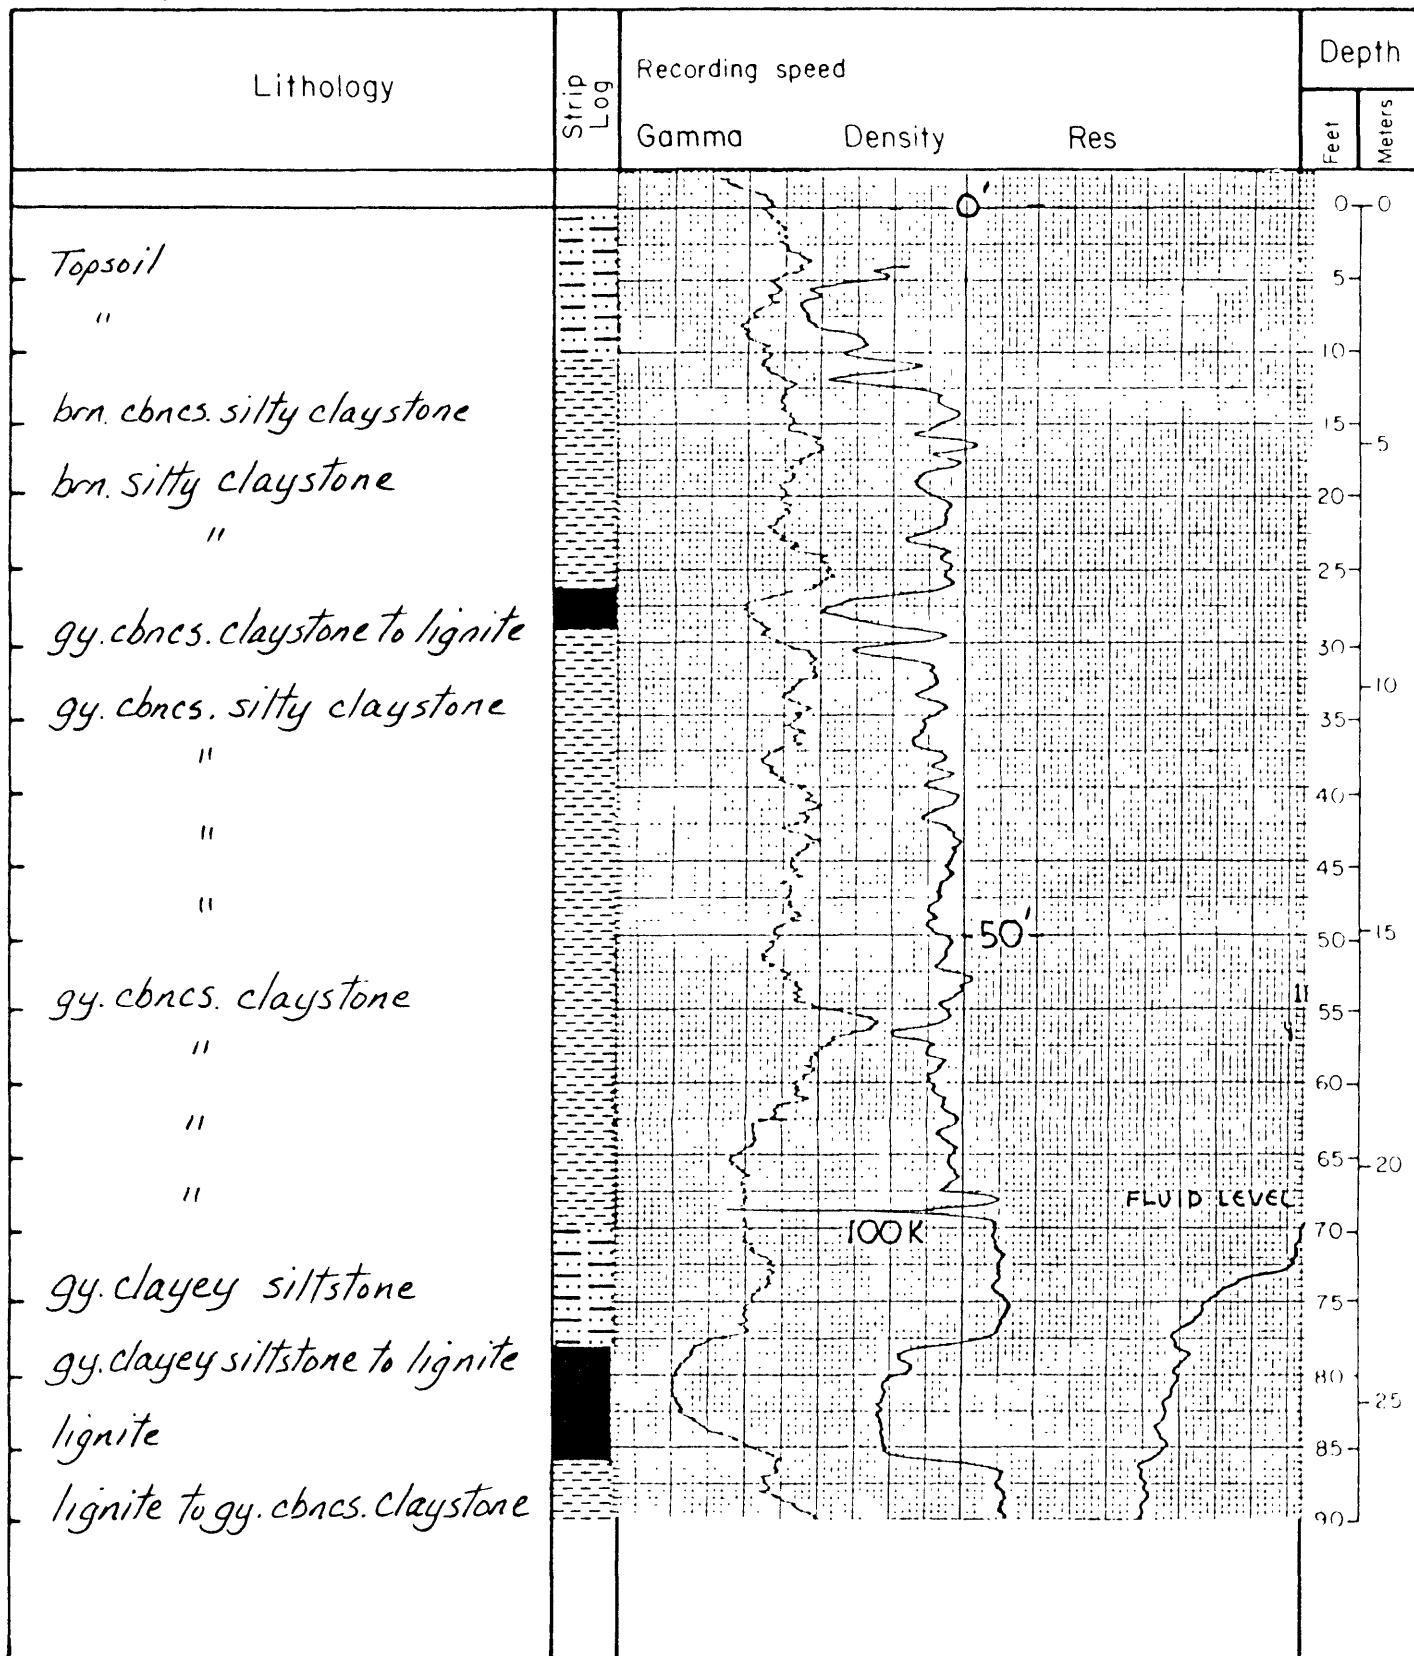 Lithology
Strip Log
Recording speed
Gamma Density Res
Depth
Feet
Meters
0' 0 0
Topsoil
5
"
10
brn. cbncs. silty claystone
15
5
brn. silty claystone
20
"
25
gy. cbncs. claystone to lignite
30
10
gy. cbncs. silty claystone
35
"
40
"
45
"
50' 50 15
gy. cbncs. claystone
55
"
60
"
65
20
" FLUID LEVEL
100K 70
gy. clayey siltstone
75
gy. clayey siltstone to lignite
80
25
lignite
85
lignite to gy. cbncs. claystone
90